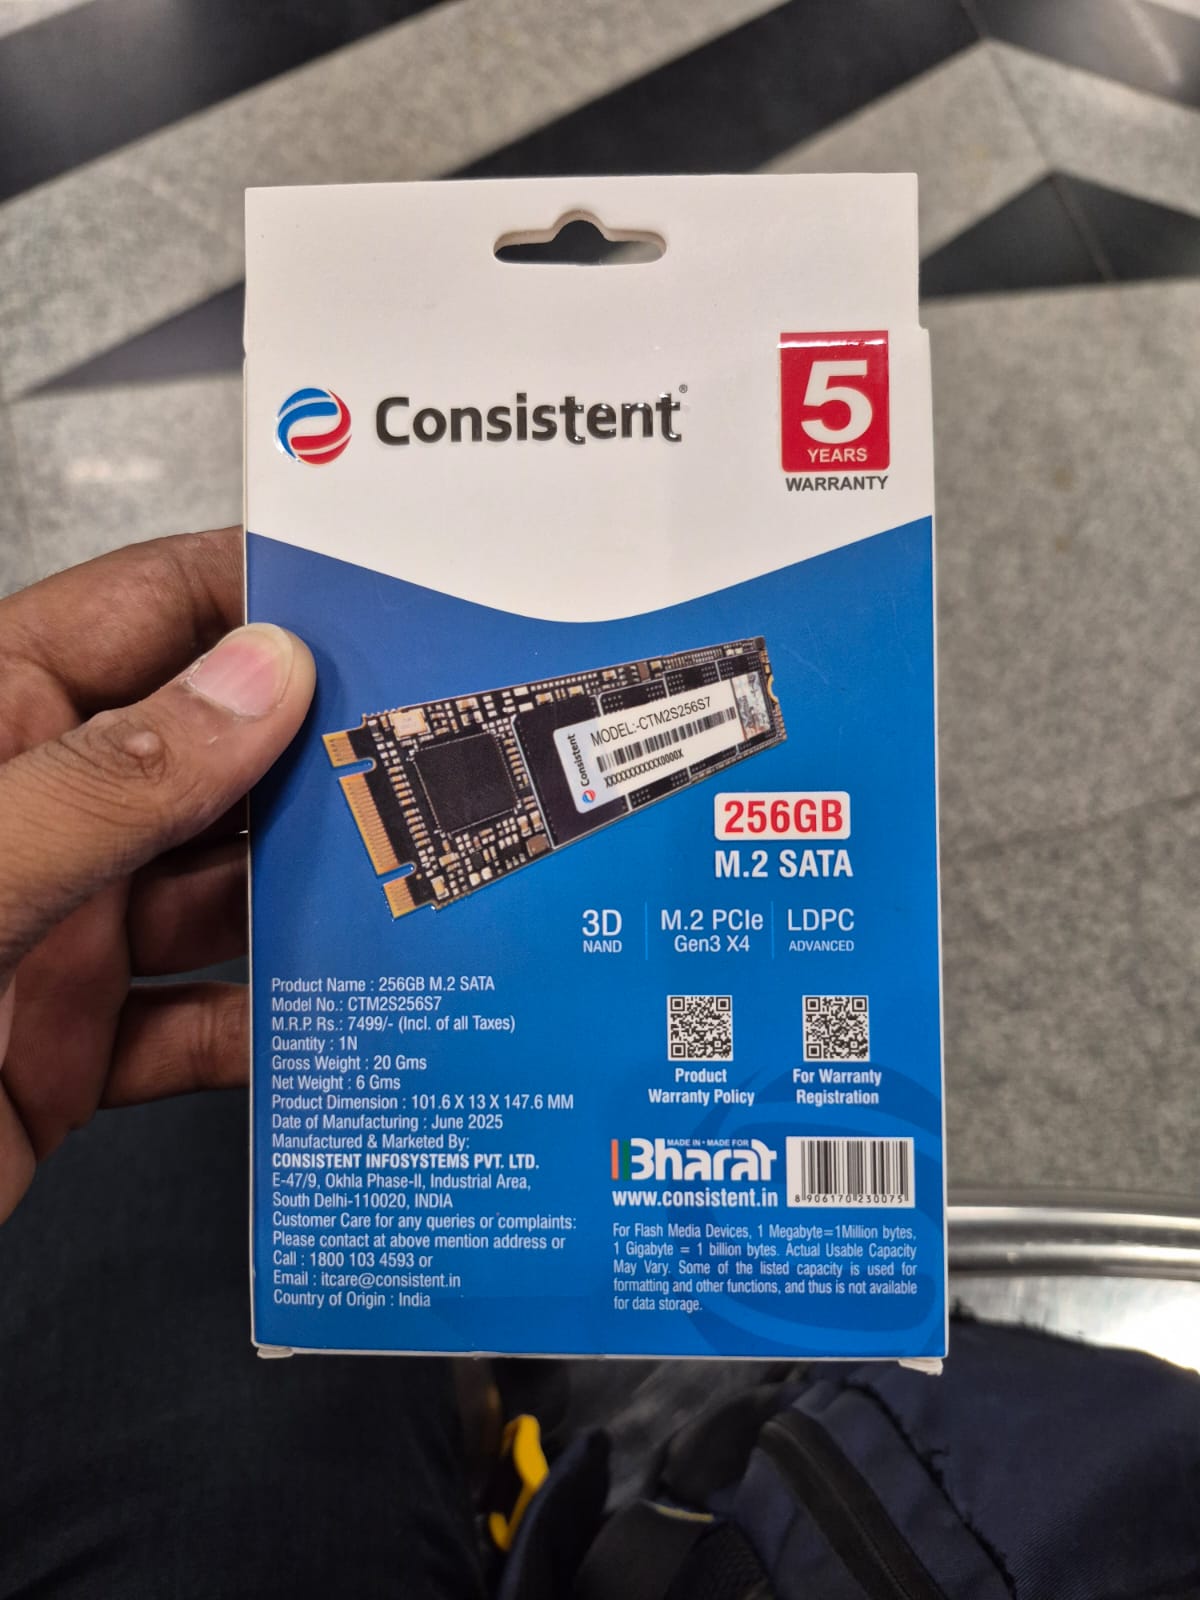 Consistent®
5
YEARS
WARRANTY
Consistent
MODEL:-CTM2S256S7
XXXXXXXXXXX0000X
256GB
M.2 SATA
3D
NAND
M.2 PCIe
Gen3 X4
LDPC
ADVANCED
Product Name : 256GB M.2 SATA
Model No.: CTM2S256S7
M.R.P. Rs.: 7499/- (Incl. of all Taxes)
Quantity : 1N
Gross Weight : 20 Gms
Net Weight : 6 Gms
Product Dimension : 101.6 X 13 X 147.6 MM
Date of Manufacturing : June 2025
Manufactured & Marketed By:
CONSISTENT INFOSYSTEMS PVT. LTD.
E-47/9, Okhla Phase-II, Industrial Area,
South Delhi-110020, INDIA
Customer Care for any queries or complaints:
Please contact at above mention address or
Call : 1800 103 4593 or
Email : itcare@consistent.in
Country of Origin : India
Product
Warranty Policy
For Warranty
Registration
MADE IN • MADE FOR
Bharat
www.consistent.in
8 906170 230075
For Flash Media Devices, 1 Megabyte=1Million bytes,
1 Gigabyte = 1 billion bytes. Actual Usable Capacity
May Vary. Some of the listed capacity is used for
formatting and other functions, and thus is not available
for data storage.